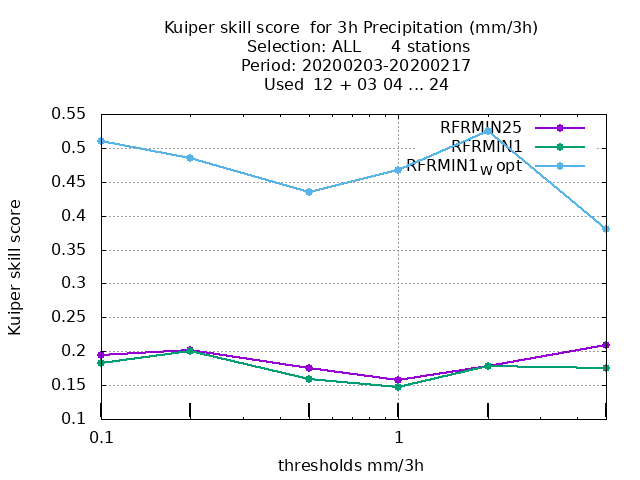 Kuiper skill score  for 3h Precipitation (mm/3h)
Selection: ALL      4 stations
Period: 20200203-20200217
Used  12 + 03 04 ... 24
RFRMIN25
RFRMIN1
RFRMIN1W opt
0.55
0.5
0.45
0.4
0.35
0.3
0.25
0.2
0.15
0.1
Kuiper skill score
0.1
1
thresholds mm/3h